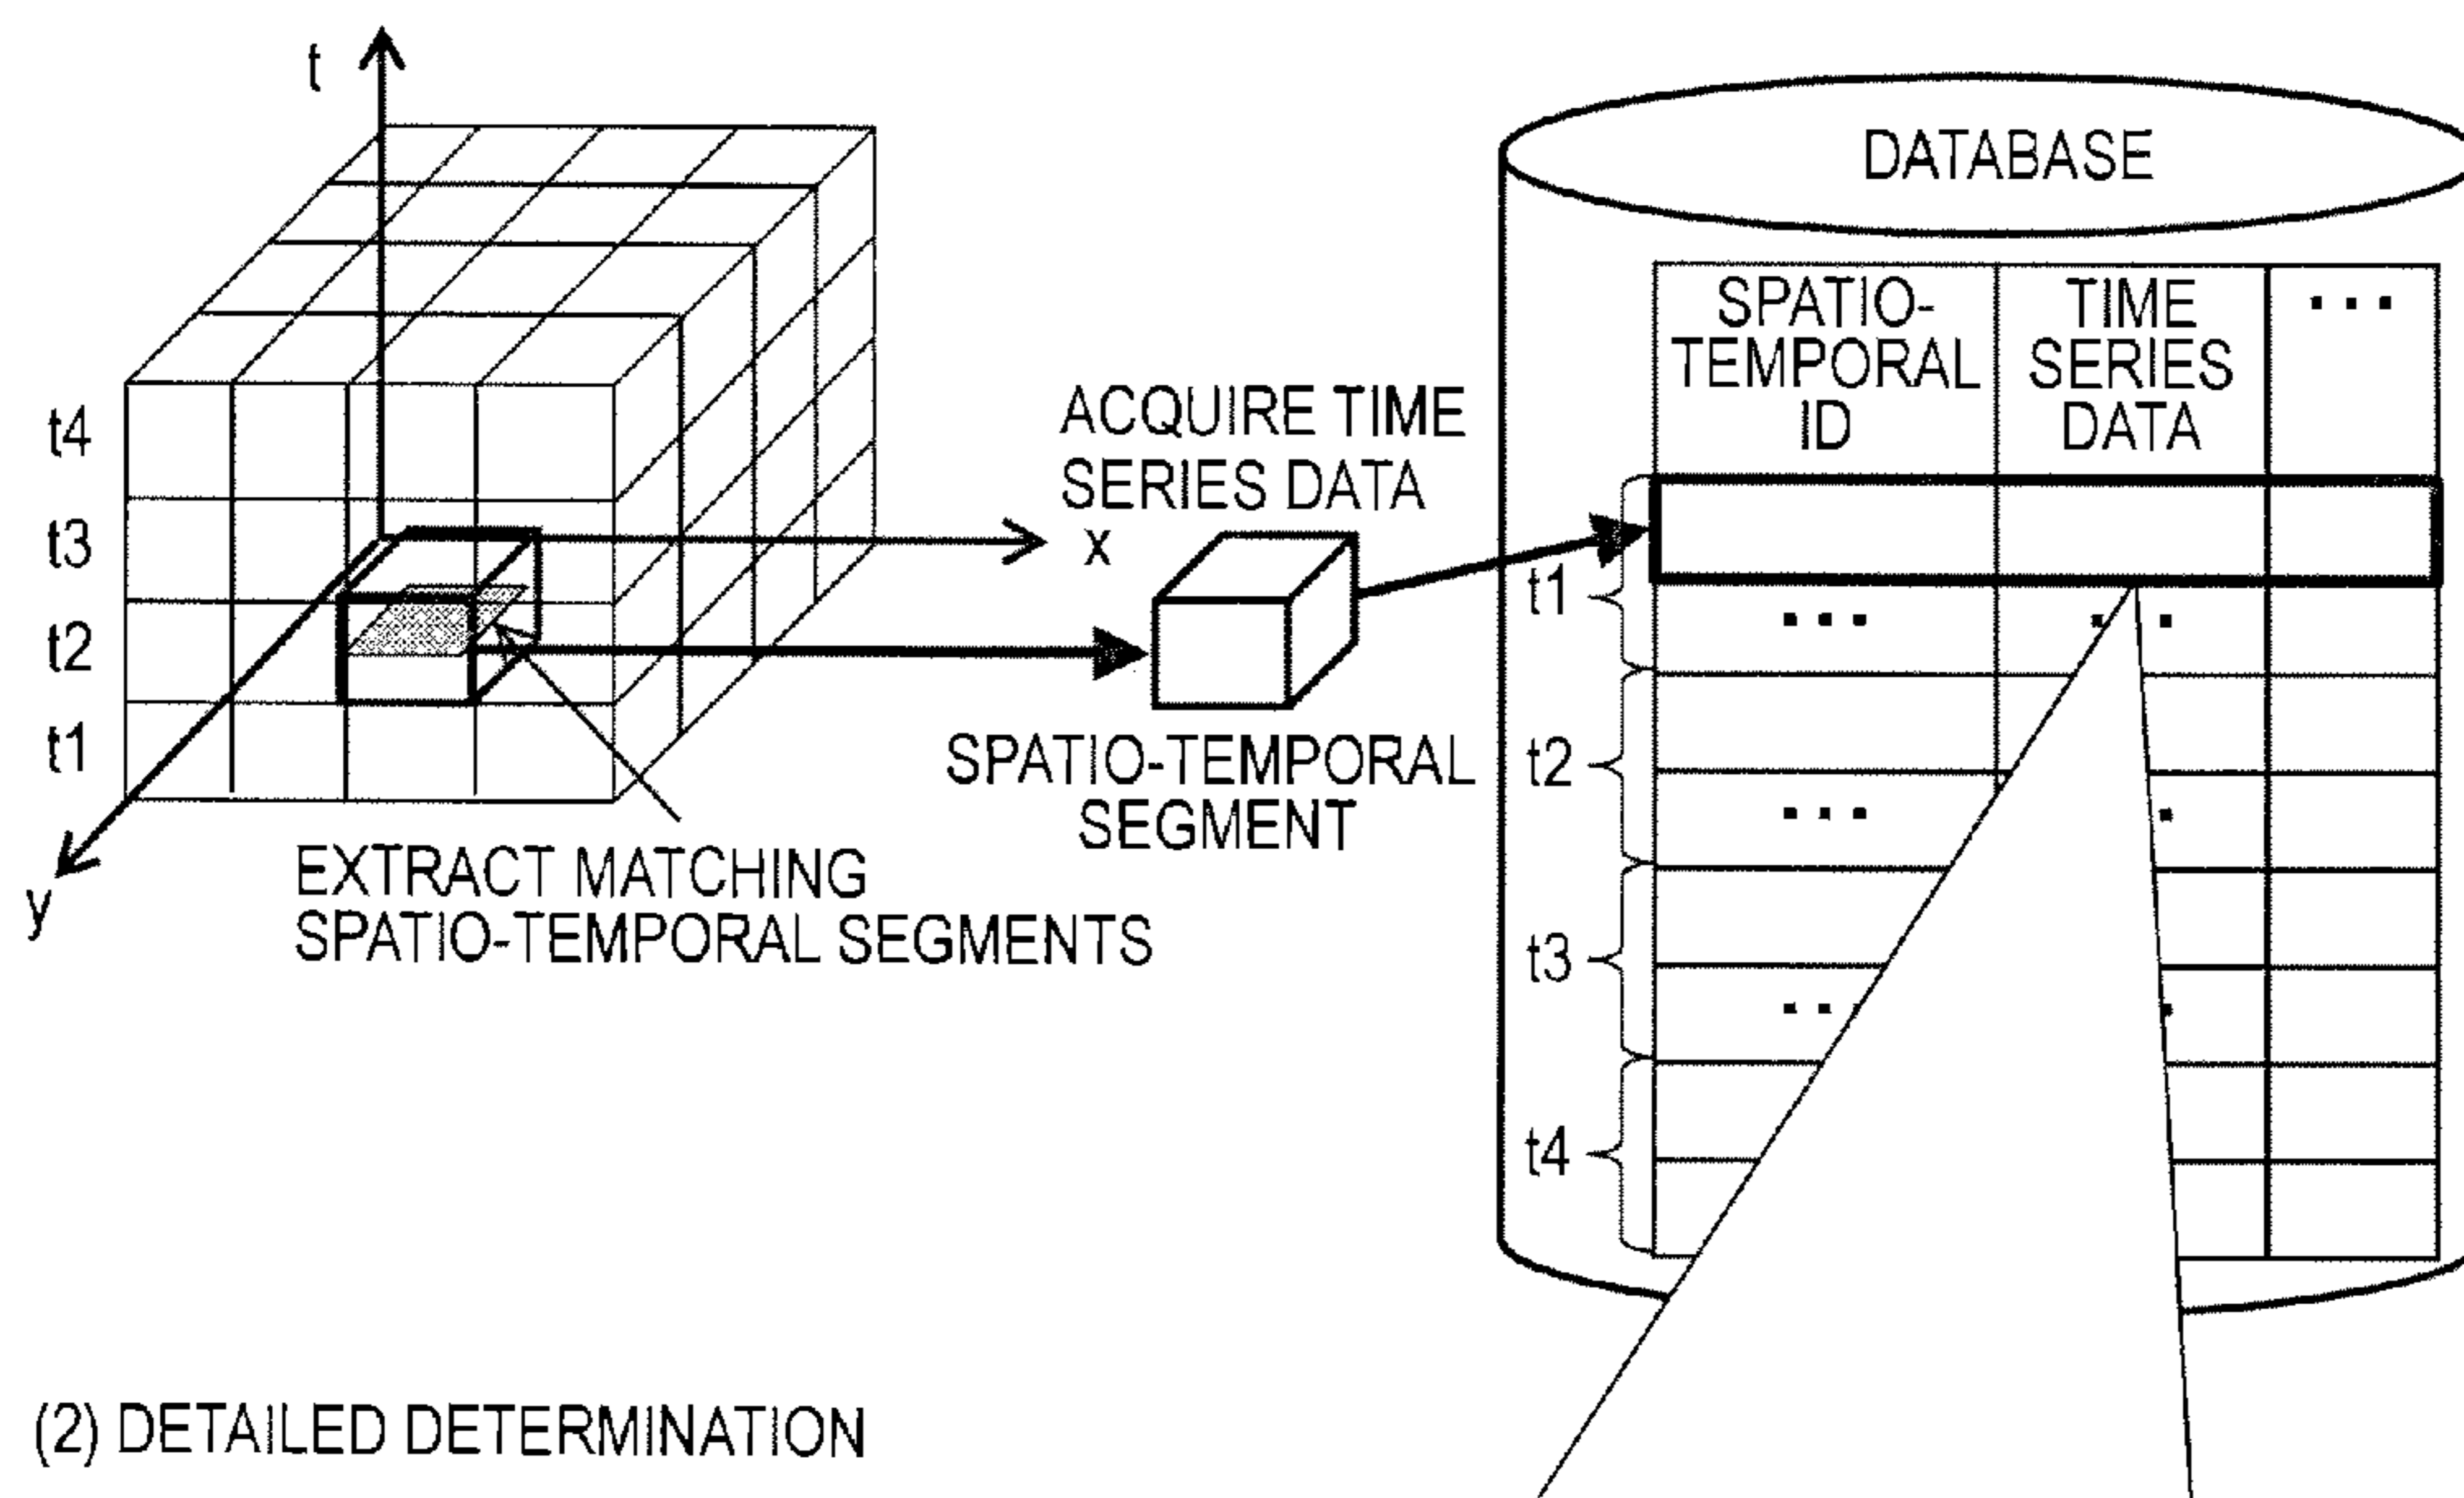 t
t4
t3
t2
t1
x
y
EXTRACT MATCHING
SPATIO-TEMPORAL SEGMENTS
ACQUIRE TIME
SERIES DATA
SPATIO-TEMPORAL
SEGMENT
DATABASE
SPATIO-
TEMPORAL
ID
TIME
SERIES
DATA
...
t1
... ...
t2
...
t3
...
t4
(2) DETAILED DETERMINATION